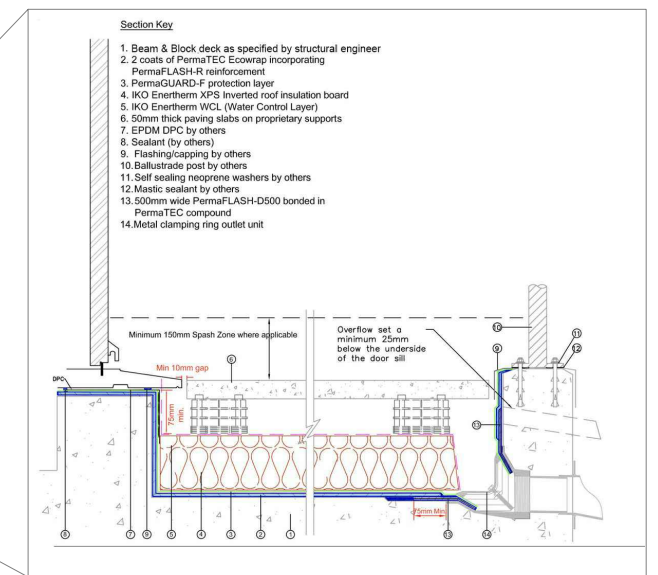 Section Key
1. Beam & Block deck as specified by structural engineer
2. 2 coats of PermaTEC Ecowrap incorporating
PermaFLASH-R reinforcement
3. PermaGUARD-F protection layer
4. IKO Enertherm XPS Inverted roof insulation board
5. IKO Enertherm WCL (Water Control Layer)
6. 50mm thick paving slabs on proprietary supports
7. EPDM DPC by others
8. Sealant (by others)
9. Flashing/capping by others
10. Ballustrade post by others
11. Self sealing neoprene washers by others
12. Mastic sealant by others
13. 500mm wide PermaFLASH-D500 bonded in
PermaTEC compound
14. Metal clamping ring outlet unit
Minimum 150mm Spash Zone where applicable
Overflow set a
minimum 25mm
below the underside
of the door sill
10
11
12
9
Min 10mm gap
6
DPC
75mm
min.
13
75mm Min
8
7
9
5
4
3
2
1
13
14